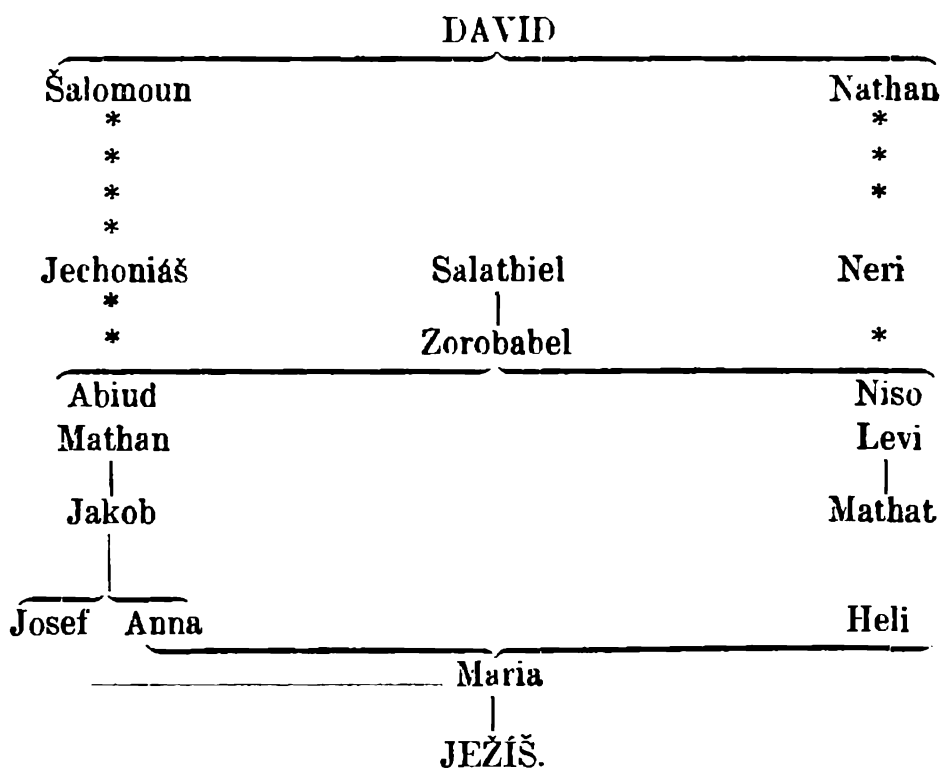 DAVID
Šalomoun Nathan
* *
* *
* *
*
Jechoniáš Salathiel Neri
*
* Zorobabel *
Abiud Niso
Mathan Levi
Jakob Mathat
Josef Anna Heli
Maria
JEŽÍŠ.